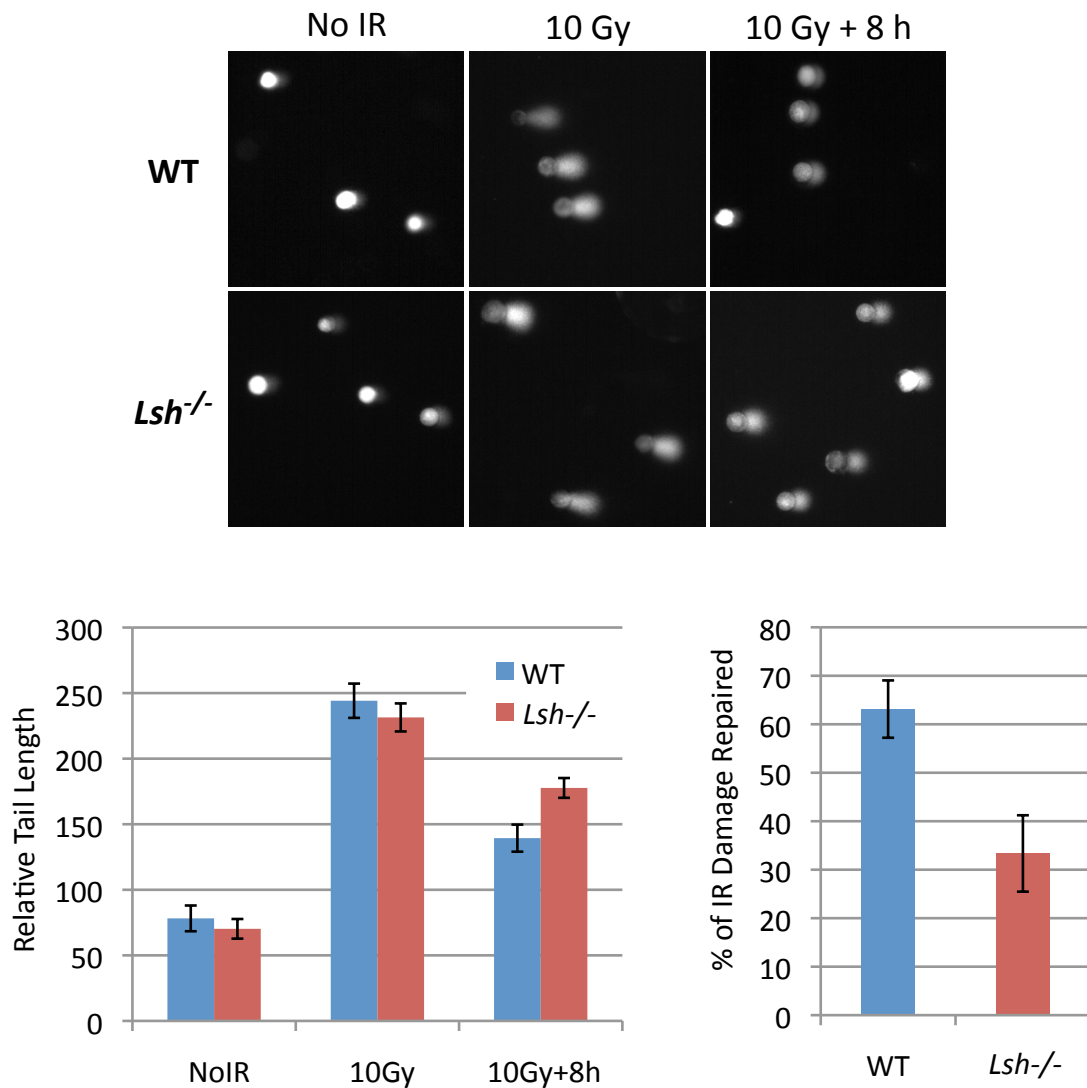 No IR 10 Gy 10 Gy + 8 h
WT
Lsh-/-
300
250
200
150
100
50
0
Relative Tail Length
WT
Lsh-/-
NoIR 10Gy 10Gy+8h
80
70
60
50
40
30
20
10
0
% of IR Damage Repaired
WT Lsh-/-